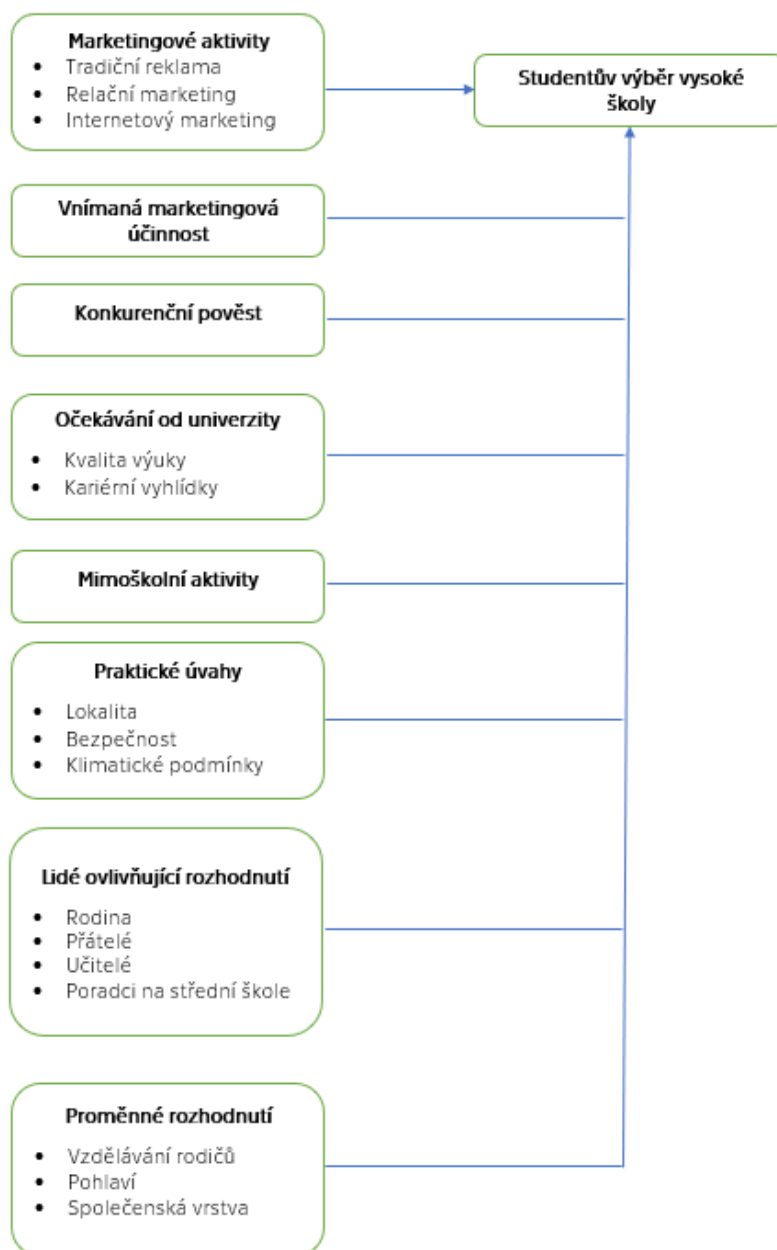 Marketingové aktivity
• Tradiční reklama
• Relační marketing
• Internetový marketing
Studentův výběr vysoké
školy
Vnímaná marketingová
účinnost
Konkurenční pověst
Očekávání od univerzity
• Kvalita výuky
• Kariérní vyhlídky
Mimoškolní aktivity
Praktické úvahy
• Lokalita
• Bezpečnost
• Klimatické podmínky
Lidé ovlivňující rozhodnutí
• Rodina
• Přátelé
• Učitelé
• Poradci na střední škole
Proměnné rozhodnutí
• Vzdělávání rodičů
• Pohlaví
• Společenská vrstva